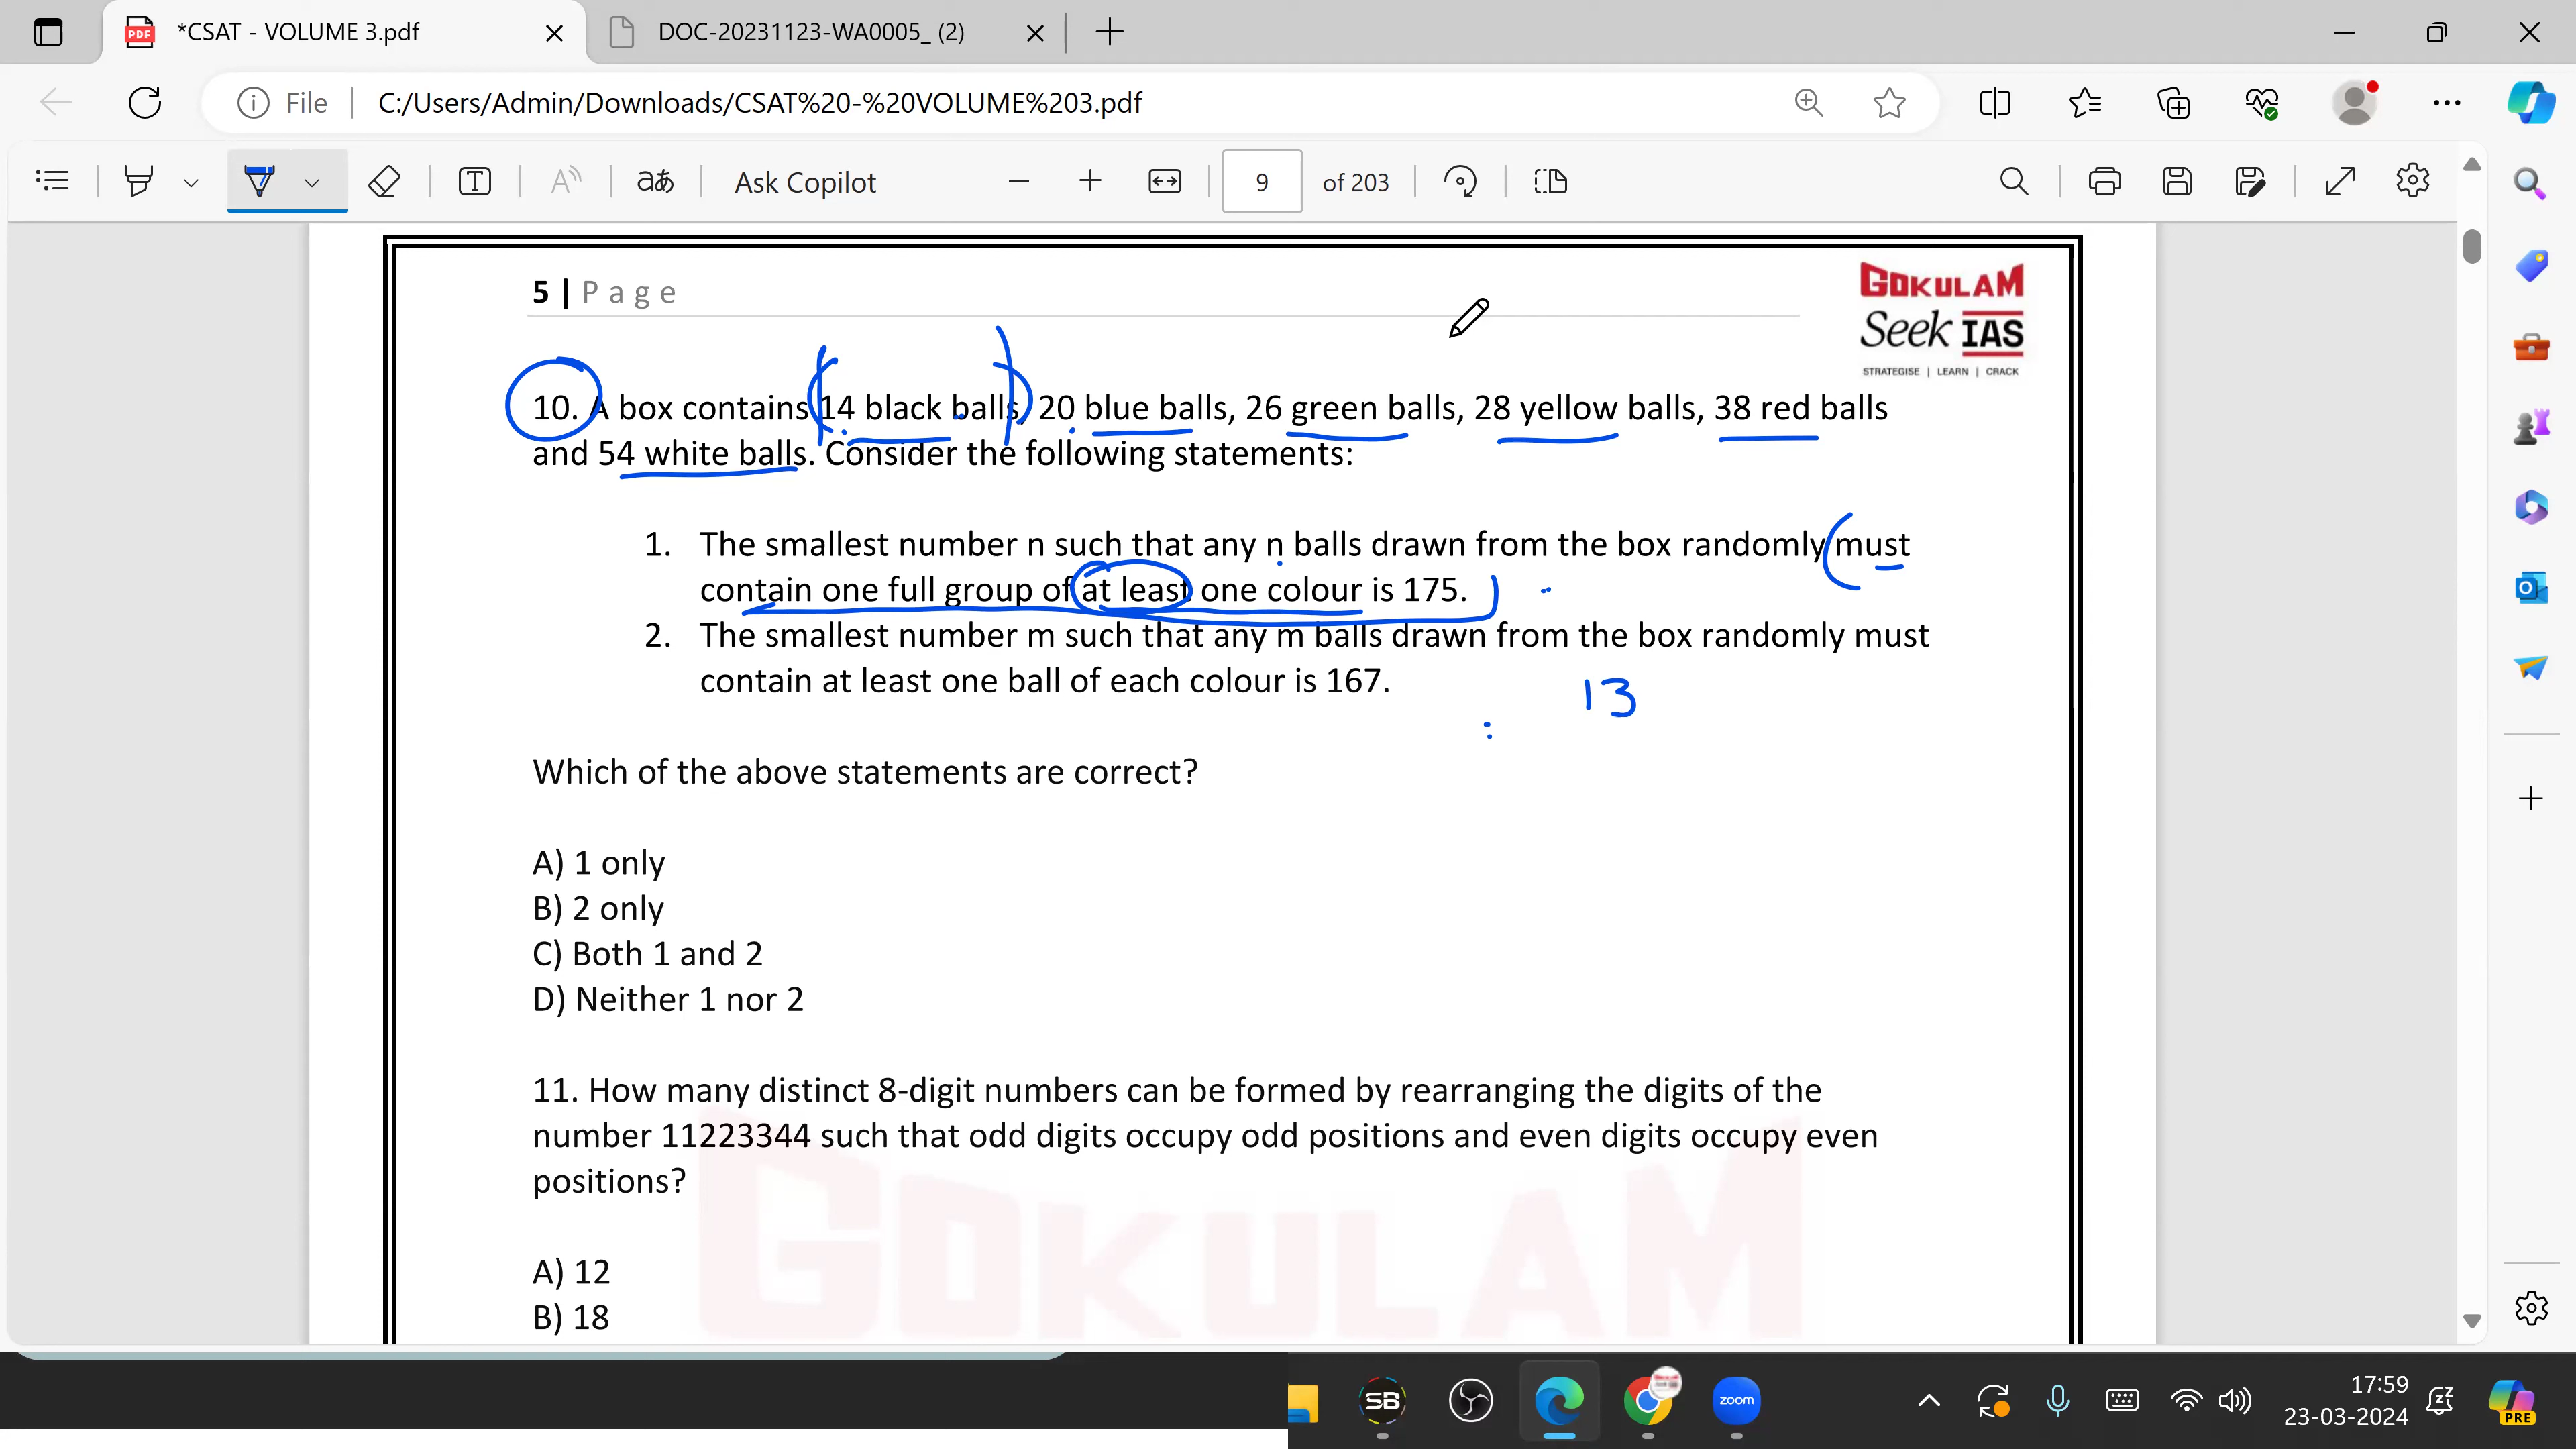 *CSAT - VOLUME 3.pdf
DOC-20231123-WA0005_ (2)
File
C:/Users/Admin/Downloads/CSAT%20-%20VOLUME%203.pdf
Ask Copilot
9
of 203
5 | Page
GOKULAM
Seek IAS
STRATEGISE | LEARN | CRACK
10. A box contains 14 black balls, 20 blue balls, 26 green balls, 28 yellow balls, 38 red balls
and 54 white balls. Consider the following statements:
1. The smallest number n such that any n balls drawn from the box randomly must
contain one full group of at least one colour is 175.
2. The smallest number m such that any m balls drawn from the box randomly must
contain at least one ball of each colour is 167.
13
Which of the above statements are correct?
A) 1 only
B) 2 only
C) Both 1 and 2
D) Neither 1 nor 2
11. How many distinct 8-digit numbers can be formed by rearranging the digits of the
number 11223344 such that odd digits occupy odd positions and even digits occupy even
positions?
GOKULAM
A) 12
B) 18
SB
zoom
17:59
23-03-2024
PRE